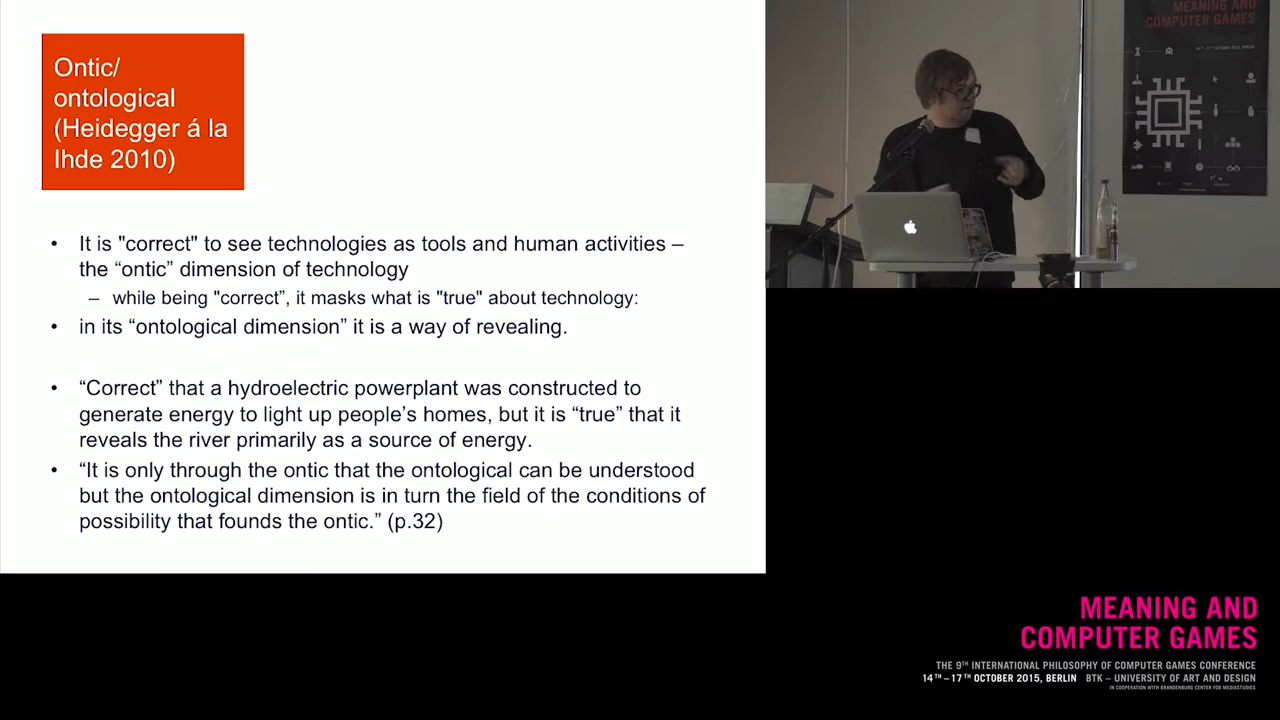 Ontic/
ontological
(Heidegger á la
Ihde 2010)
• It is "correct" to see technologies as tools and human activities –
the “ontic” dimension of technology
– while being "correct”, it masks what is "true" about technology:
• in its “ontological dimension” it is a way of revealing.
• “Correct” that a hydroelectric powerplant was constructed to
generate energy to light up people’s homes, but it is “true” that it
reveals the river primarily as a source of energy.
• “It is only through the ontic that the ontological can be understood
but the ontological dimension is in turn the field of the conditions of
possibility that founds the ontic.” (p.32)
MEANING AND
COMPUTER GAMES
MEANING AND
COMPUTER GAMES
THE 9TH INTERNATIONAL PHILOSOPHY OF COMPUTER GAMES CONFERENCE
14TH – 17TH OCTOBER 2015, BERLIN BTK – UNIVERSITY OF ART AND DESIGN
IN COOPERATION WITH BRANDENBURG CENTER FOR MEDIASTUDIES